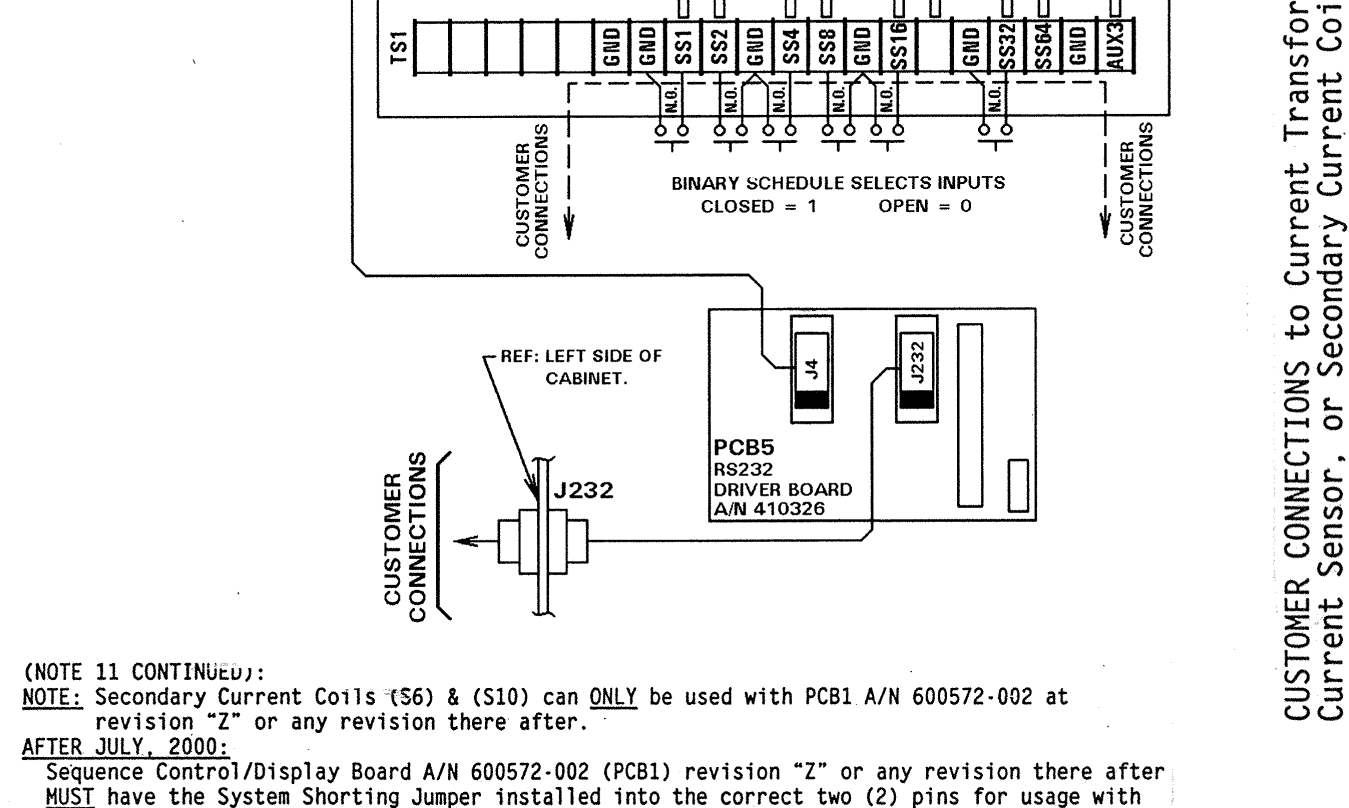 TS1
GND
GND
SS1
SS2
GND
SS4
SS8
GND
SS16
GND
SS32
SS64
GND
AUX3
N.O.
N.O.
N.O.
N.O.
N.O.
N.O.
CUSTOMER
CONNECTIONS
BINARY SCHEDULE SELECTS INPUTS
CLOSED = 1 OPEN = 0
CUSTOMER
CONNECTIONS
REF: LEFT SIDE OF
CABINET.
J4
J232
PCB5
RS232
DRIVER BOARD
A/N 410326
J232
CUSTOMER
CONNECTIONS
CUSTOMER CONNECTIONS to Current Transfor
Current Sensor, or Secondary Current Coi
(NOTE 11 CONTINUED):
NOTE: Secondary Current Coils (S6) & (S10) can ONLY be used with PCB1 A/N 600572-002 at
revision "Z" or any revision there after.
AFTER JULY, 2000:
Sequence Control/Display Board A/N 600572-002 (PCB1) revision "Z" or any revision there after
MUST have the System Shorting Jumper installed into the correct two (2) pins for usage with